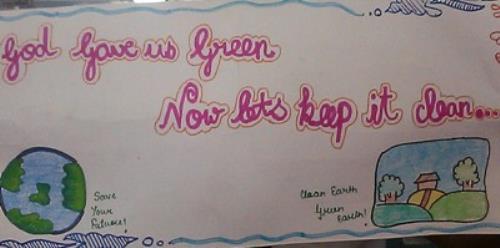 God Gave us Green
Now lets keep it clean...
Save
Your
Future!
Clean Earth
Green
Earth!